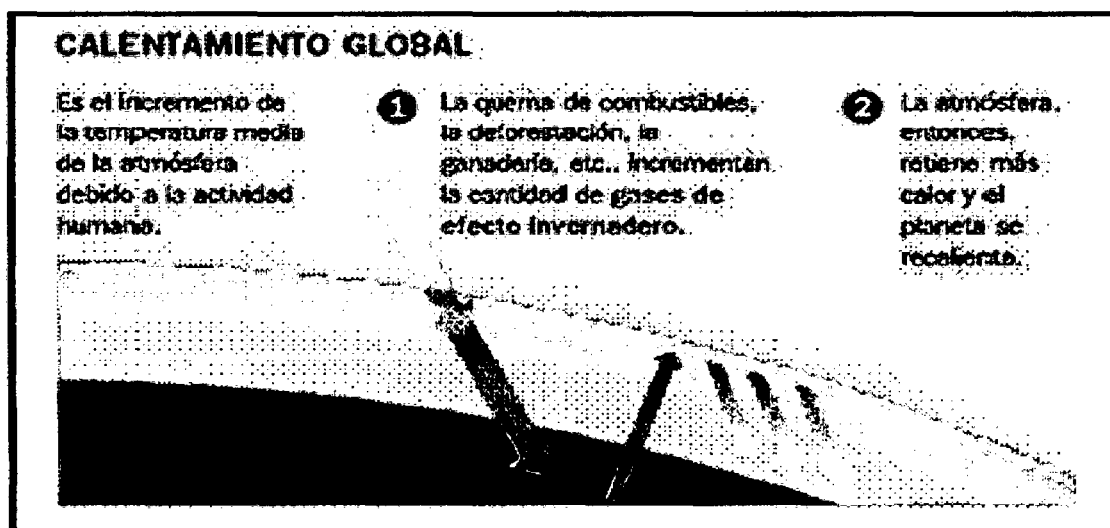 CALENTAMIENTO GLOBAL
Es el incremento de
la temperatura media
de la atmósfera
debido a la actividad
humana.
1 La quema de combustibles,
la deforestación, la
ganadería, etc., incrementan
la cantidad de gases de
efecto invernadero.
2 La atmósfera,
entonces,
retiene más
calor y el
planeta se
recalienta.